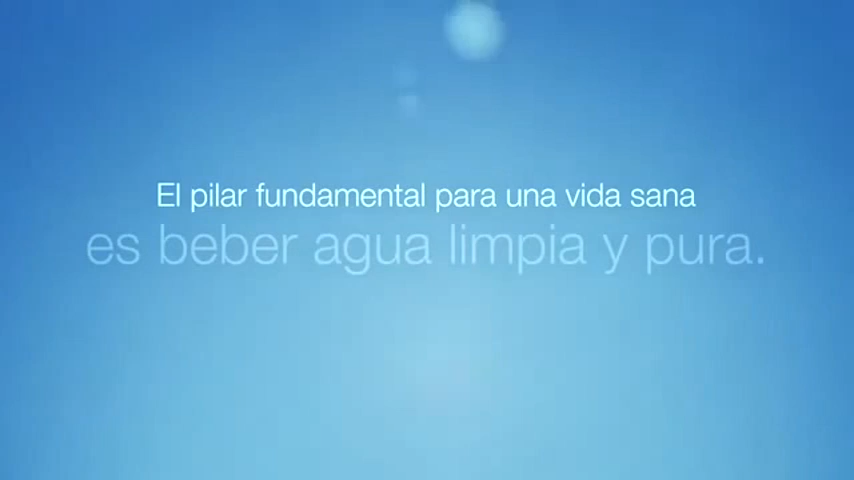 El pilar fundamental para una vida sana
es beber agua limpia y pura.